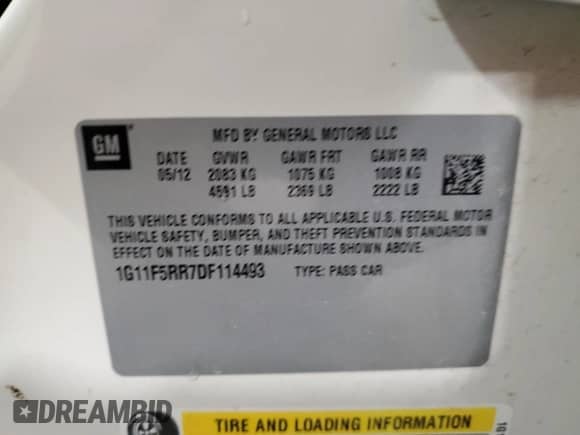 GM
MFD BY GENERAL MOTORS LLC
DATE GVWR GAWR FRT GAWR RR
05/12 2083 KG 1075 KG 1008 KG
4591 LB 2369 LB 2222 LB
THIS VEHICLE CONFORMS TO ALL APPLICABLE U.S. FEDERAL MOTOR
VEHICLE SAFETY, BUMPER, AND THEFT PREVENTION STANDARDS IN
EFFECT ON THE DATE OF MANUFACTURE SHOWN ABOVE.
1G11F5RR7DF114493 TYPE: PASS CAR
TIRE AND LOADING INFORMATION
DREAMBID